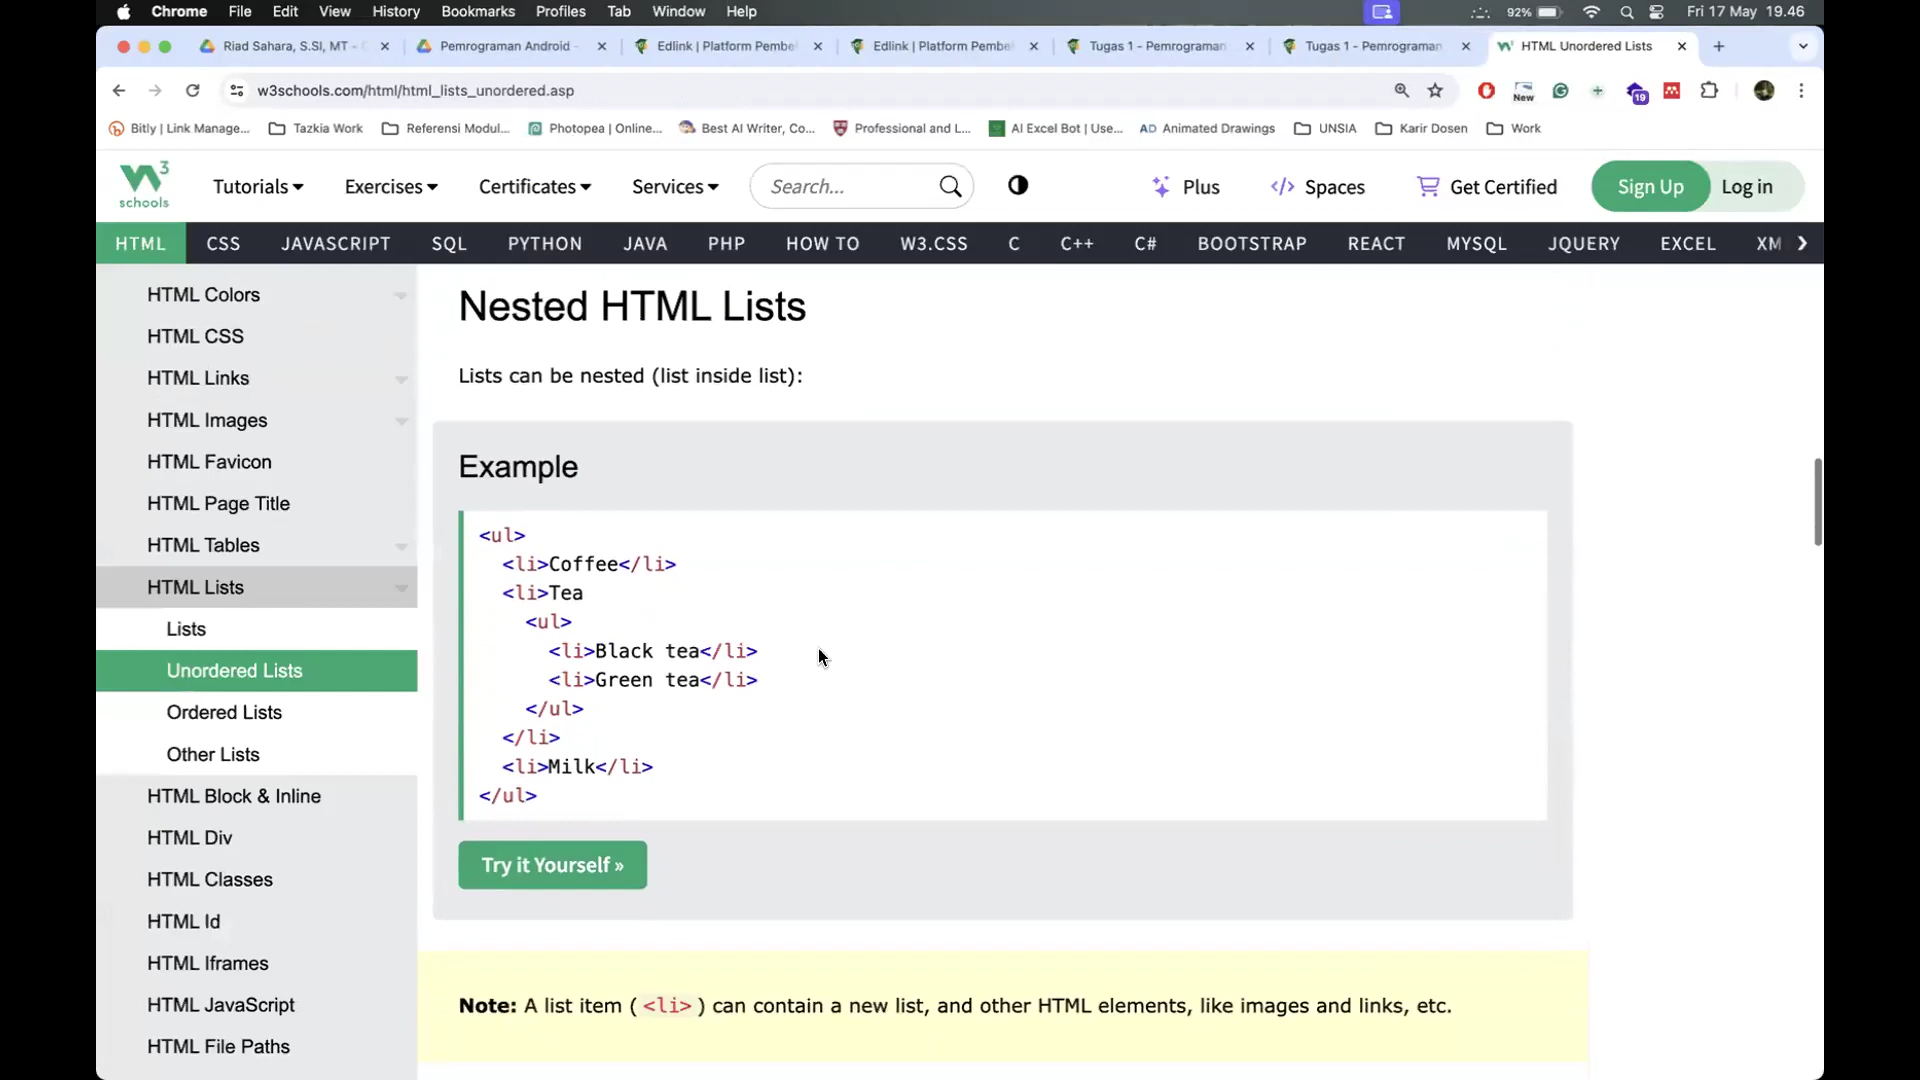 Chrome File Edit View History Bookmarks Profiles Tab Window Help 92% Fri 17 May 19.46
Riad Sahara, S.SI, MT - Pemrograman Android - Edlink | Platform Pembel Edlink | Platform Pembel Tugas 1 - Pemrograman Tugas 1 - Pemrograman HTML Unordered Lists
w3schools.com/html/html_lists_unordered.asp New 19
Bitly | Link Manage... Tazkia Work Referensi Modul... Photopea | Online... Best AI Writer, Co... Professional and L... AI Excel Bot | Use... AD Animated Drawings UNSIA Karir Dosen Work
W3 schools Tutorials Exercises Certificates Services Search... Plus Spaces Get Certified Sign Up Log in
HTML CSS JAVASCRIPT SQL PYTHON JAVA PHP HOW TO W3.CSS C C++ C# BOOTSTRAP REACT MYSQL JQUERY EXCEL XM
HTML Colors
HTML CSS
HTML Links
HTML Images
HTML Favicon
HTML Page Title
HTML Tables
HTML Lists
Lists
Unordered Lists
Ordered Lists
Other Lists
HTML Block & Inline
HTML Div
HTML Classes
HTML Id
HTML Iframes
HTML JavaScript
HTML File Paths
Nested HTML Lists
Lists can be nested (list inside list):
Example
<ul>
<li>Coffee</li>
<li>Tea
<ul>
<li>Black tea</li>
<li>Green tea</li>
</ul>
</li>
<li>Milk</li>
</ul>
Try it Yourself »
Note: A list item (<li>) can contain a new list, and other HTML elements, like images and links, etc.